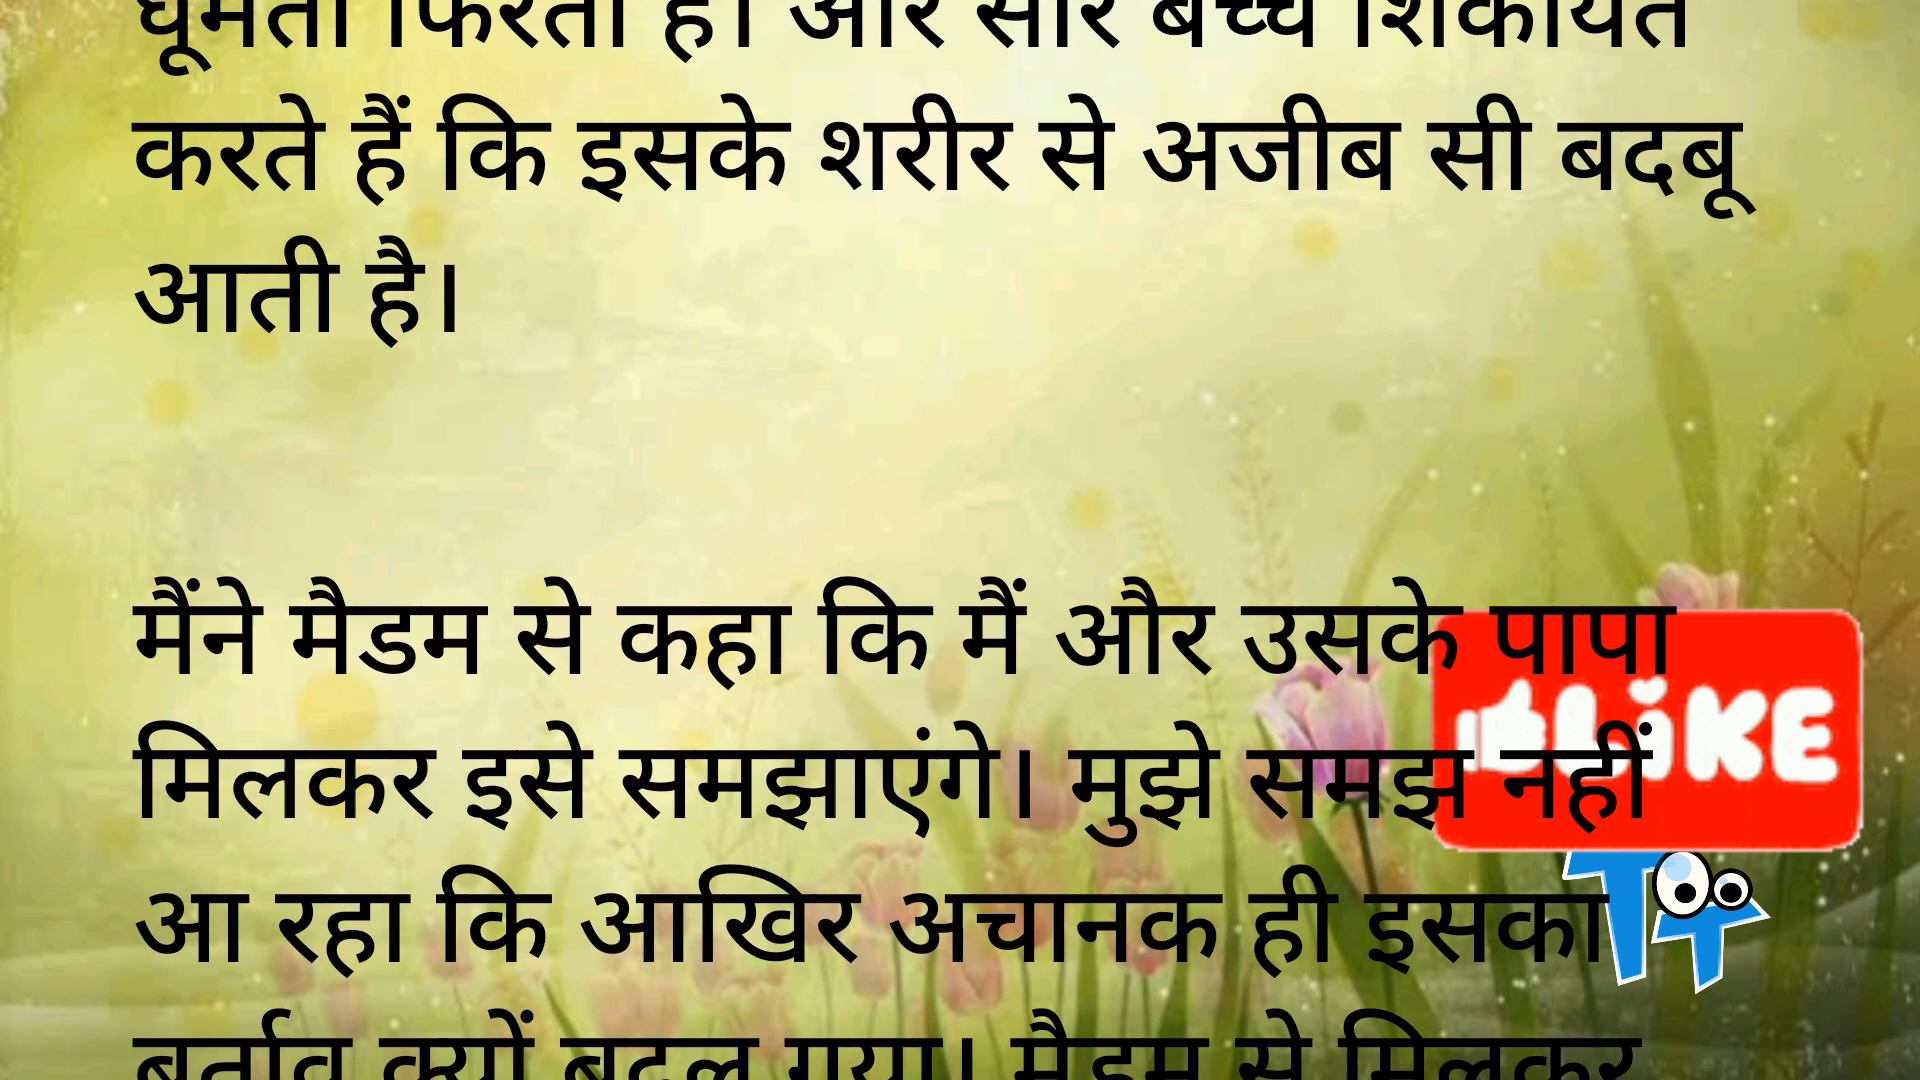 घूमता फिरता है। और सारे बच्चे शिकायत
करते हैं कि इसके शरीर से अजीब सी बदबू
आती है।
मैंने मैडम से कहा कि मैं और उसके पापा
मिलकर इसे समझाएंगे। मुझे समझ नहीं
LIKE
आ रहा कि आखिर अचानक ही इसका
बर्ताव क्यों बदल गया। मैडम से मिलकर